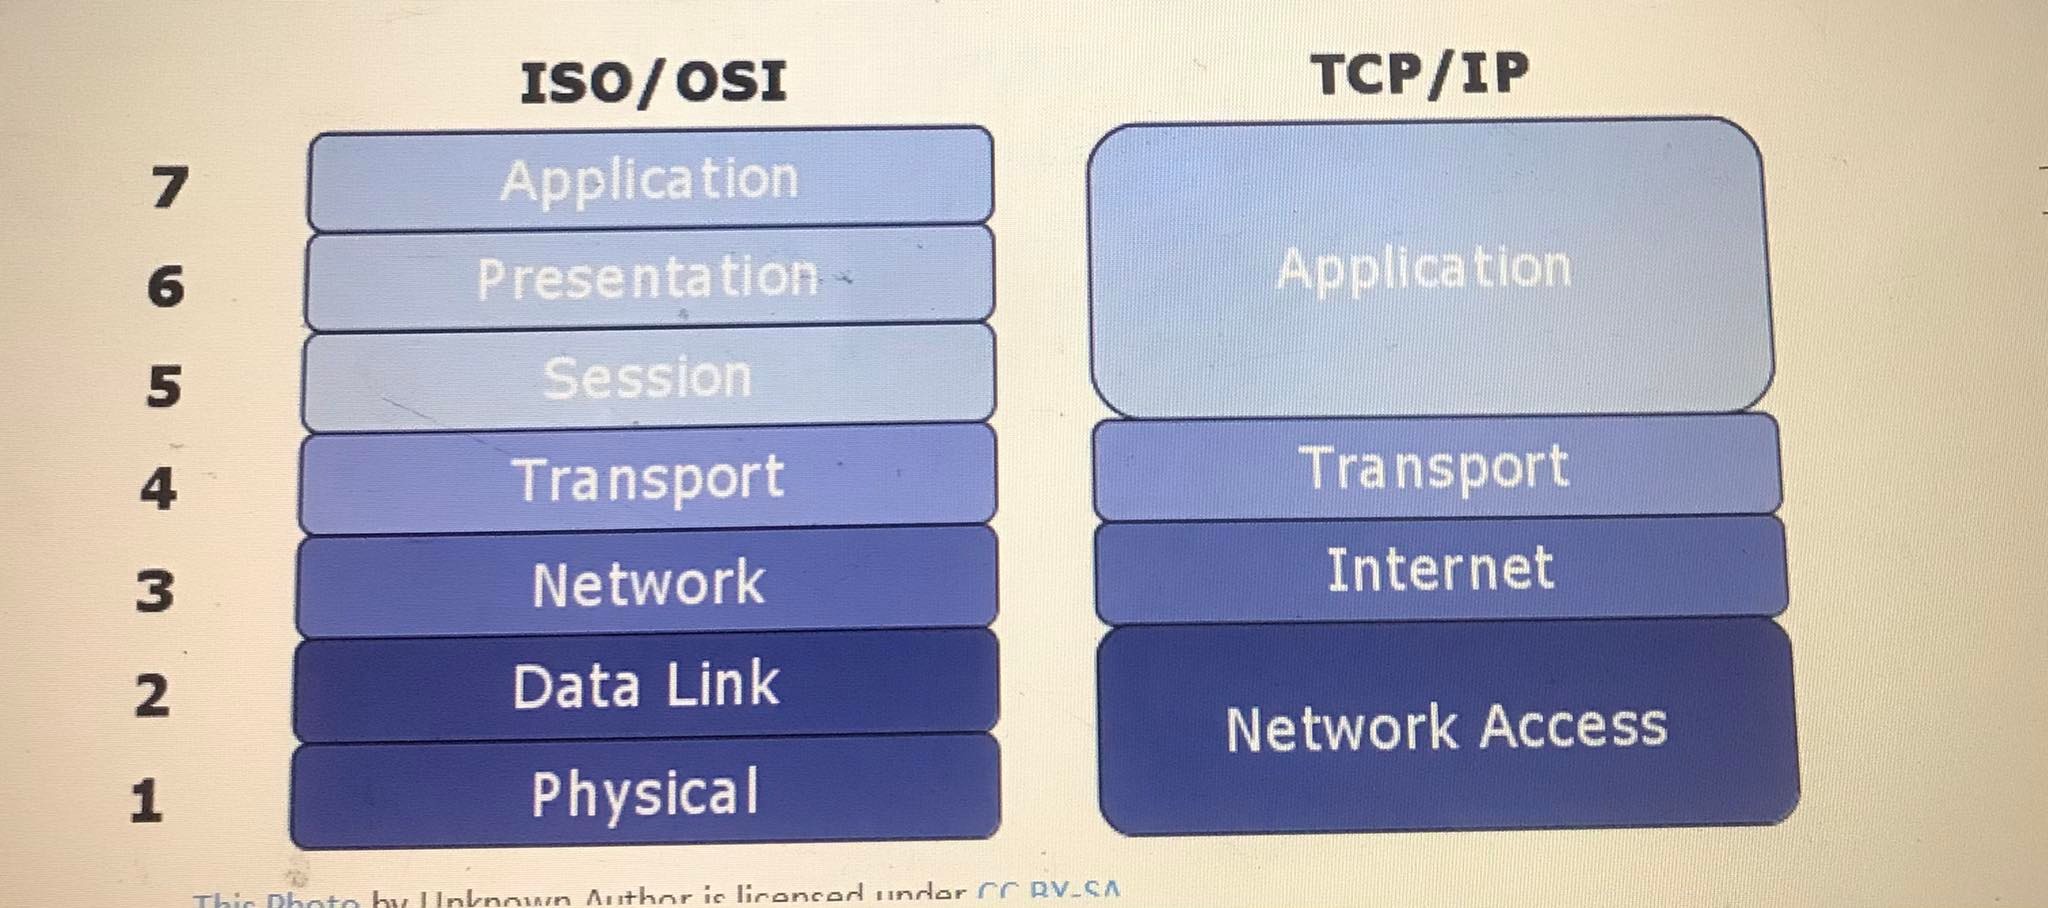 ISO/OSI
7 Application
6 Presentation
5 Session
4 Transport
3 Network
2 Data Link
1 Physical
TCP/IP
Application
Transport
Internet
Network Access
This Photo by Unknown Author is licensed under CC BY-SA